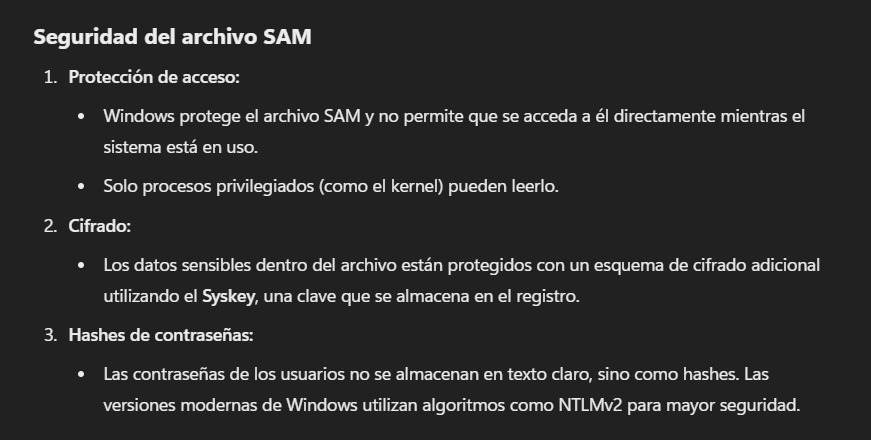 Seguridad del archivo SAM
1. Protección de acceso:
• Windows protege el archivo SAM y no permite que se acceda a él directamente mientras el
sistema está en uso.
• Solo procesos privilegiados (como el kernel) pueden leerlo.
2. Cifrado:
• Los datos sensibles dentro del archivo están protegidos con un esquema de cifrado adicional
utilizando el Syskey, una clave que se almacena en el registro.
3. Hashes de contraseñas:
• Las contraseñas de los usuarios no se almacenan en texto claro, sino como hashes. Las
versiones modernas de Windows utilizan algoritmos como NTLMv2 para mayor seguridad.